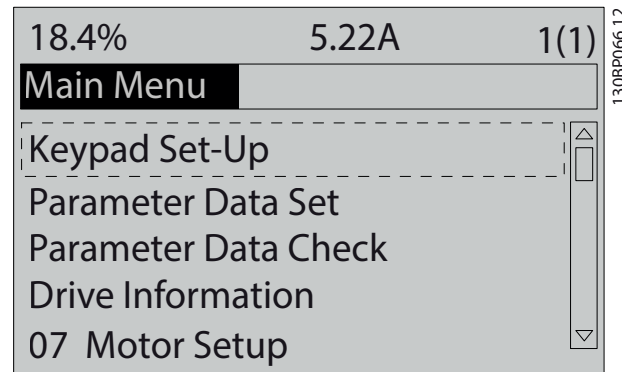 18.4% 5.22A 1(1)
Main Menu
Keypad Set-Up
Parameter Data Set
Parameter Data Check
Drive Information
07 Motor Setup
130BP066.12